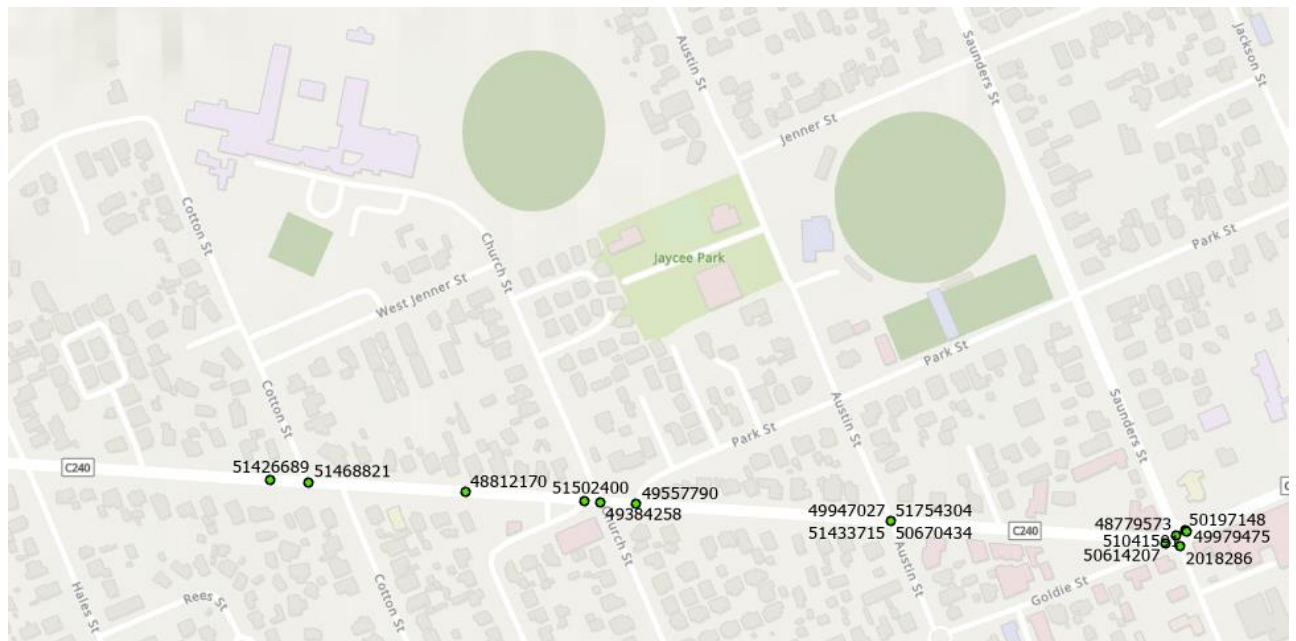 Austin St
Saunders St
Jackson St
Jenner St
Cotton St
Church St
Park St
Jaycee Park
West Jenner St
Park St
Cotton St
Austin St
Saunders St
Park St
C240
51426689
51468821
48812170
51502400
49557790
49384258
49947027
51754304
51433715
50670434
C240
48779573
50197148
49979475
50614207
2018286
Church St
Austin St
Goldie St
Hales St
Rees St
Cotton St